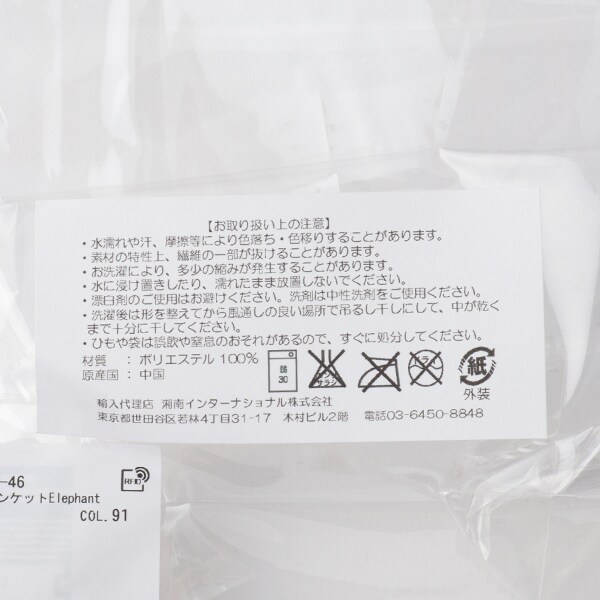 【お取り扱い上の注意】
・水濡れや汗、摩擦等により色落ち・色移りすることがあります。
・素材の特性上、繊維の一部が抜けることがあります。
・お洗濯により、多少の縮みが発生することがあります。
・水に浸け置きしたり、濡れたまま放置しないでください。
・漂白剤のご使用はお避けください。洗剤は中性洗剤をご使用ください。
・洗濯後は形を整えてから風通しの良い場所で吊るし干しにして、中が乾く
まで十分に干してください。
・ひもや袋は誤飲や窒息のおそれがあるので、すぐに処分してください。
材質 : ポリエステル 100%
原産国 : 中国
弱
30
エンソ
サラシ
ドライ
紙
外装
輸入代理店 湘南インターナショナル株式会社
東京都世田谷区若林4丁目31-17 木村ビル2階 電話03-6450-8848
-46
RFID
ンケットElephant
COL.91